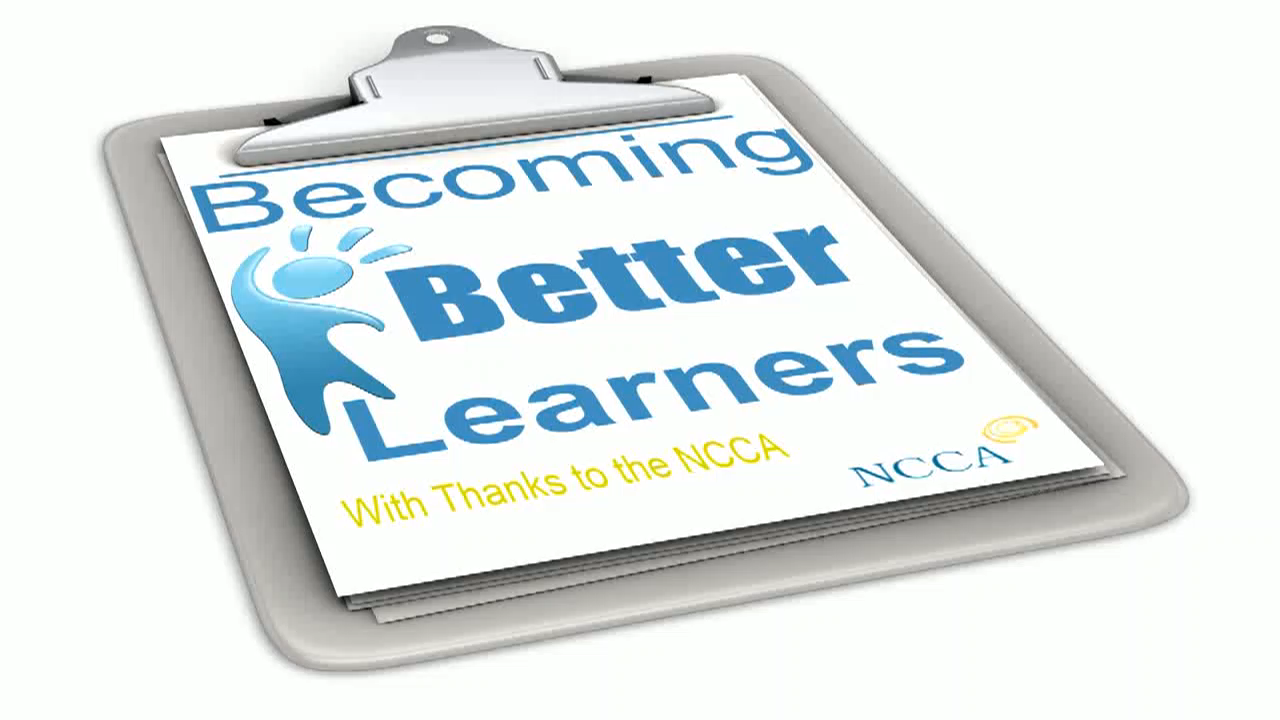 Becoming
Better
Learners
With Thanks to the NCCA
NCCA